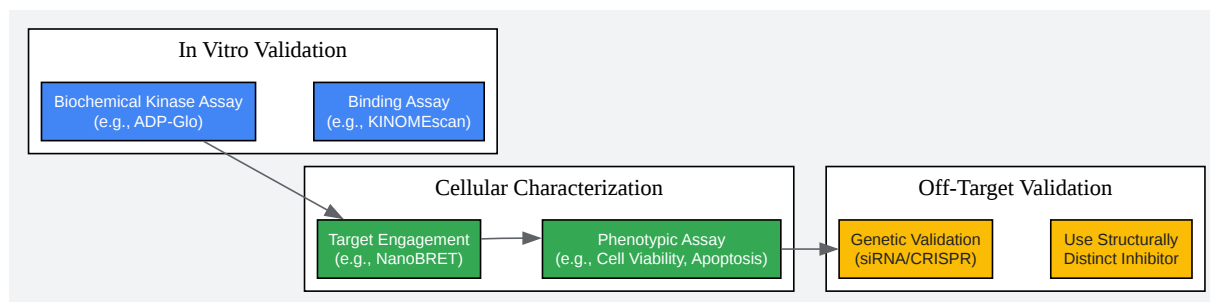 In Vitro Validation
Biochemical Kinase Assay
(e.g., ADP-Glo)
Binding Assay
(e.g., KINOMEscan)
Cellular Characterization
Target Engagement
(e.g., NanoBRET)
Phenotypic Assay
(e.g., Cell Viability, Apoptosis)
Off-Target Validation
Genetic Validation
(siRNA/CRISPR)
Use Structurally
Distinct Inhibitor